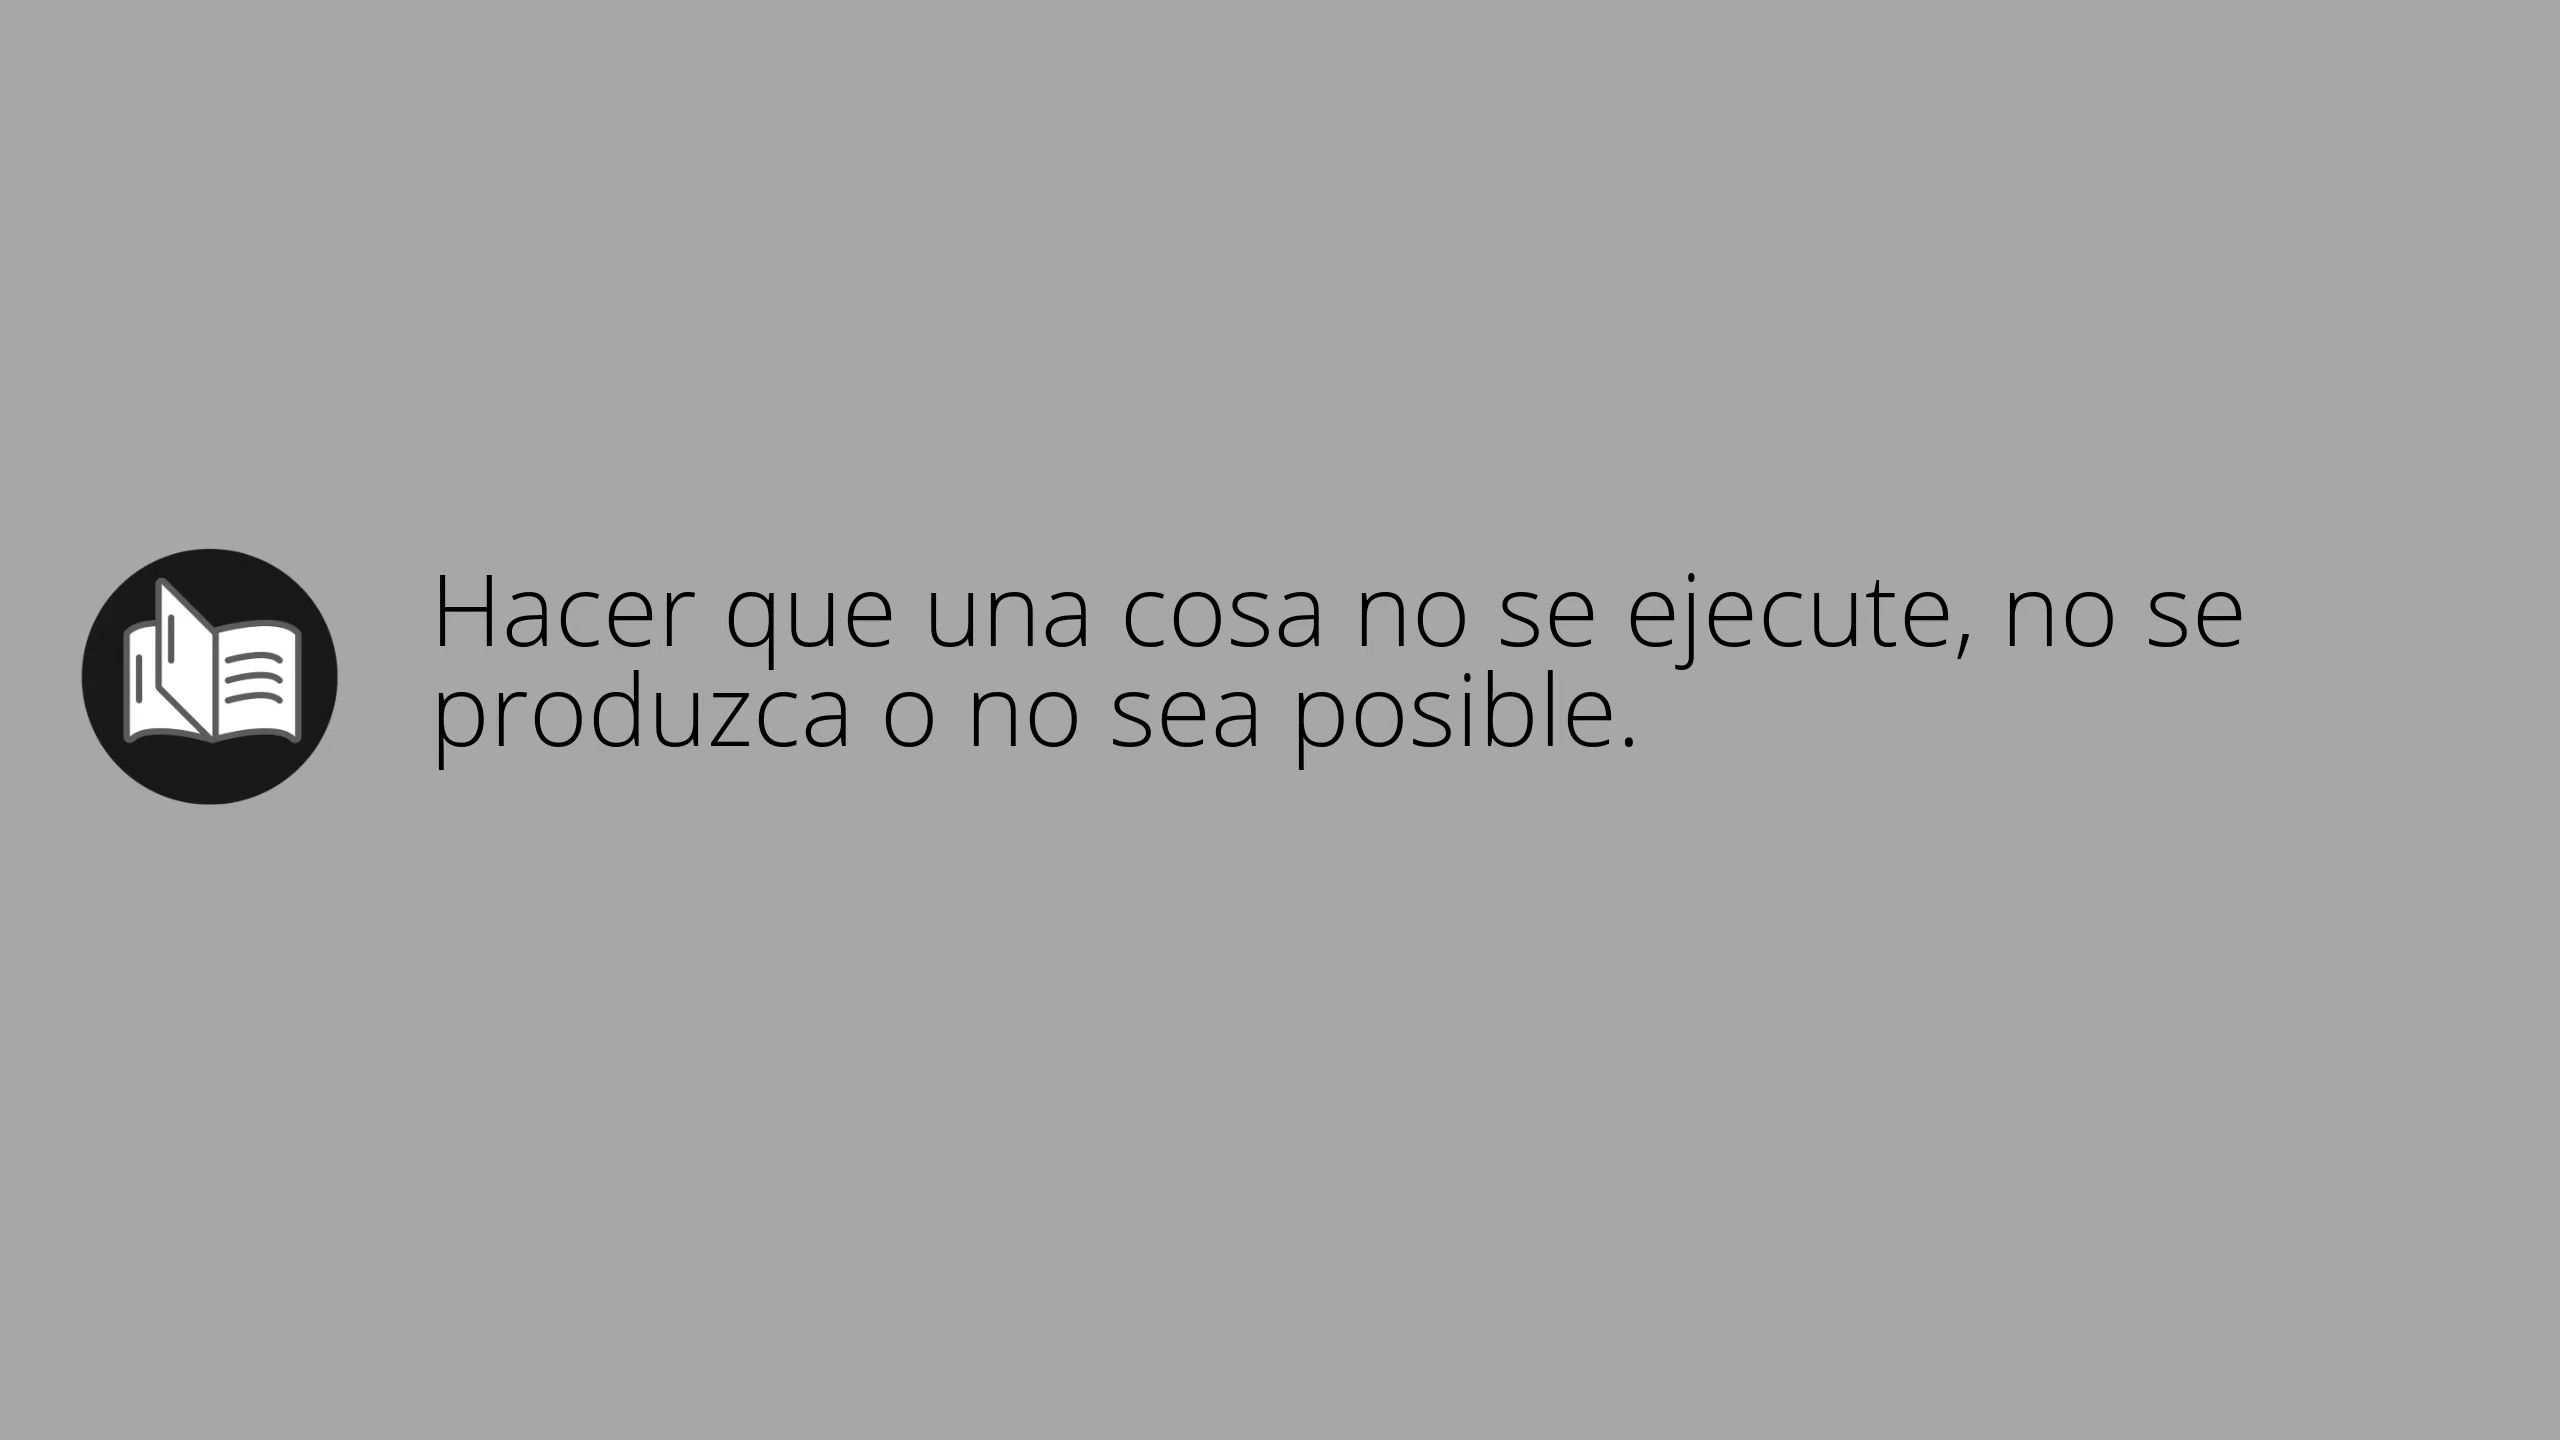 Hacer que una cosa no se ejecute, no se
produzca o no sea posible.